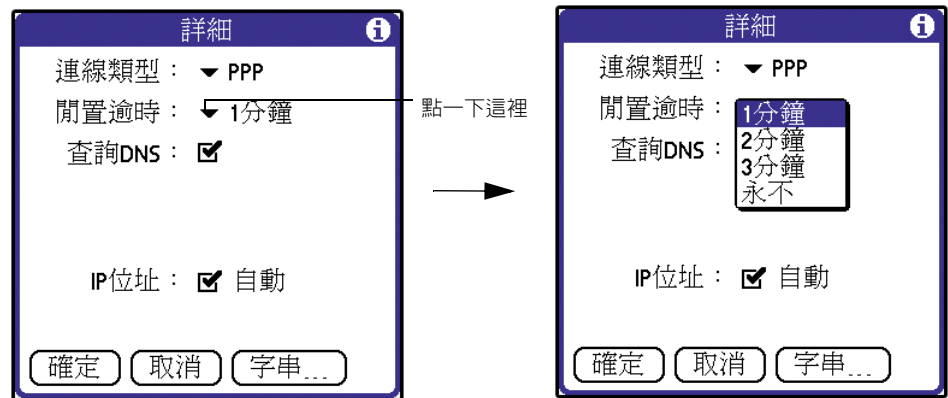 詳細
連線類型： PPP
閒置逾時： 1分鐘
查詢DNS：
IP位址： 自動
確定 取消 字串...
點一下這裡
詳細
連線類型： PPP
閒置逾時： 1分鐘
2分鐘
3分鐘
永不
查詢DNS：
IP位址： 自動
確定 取消 字串...